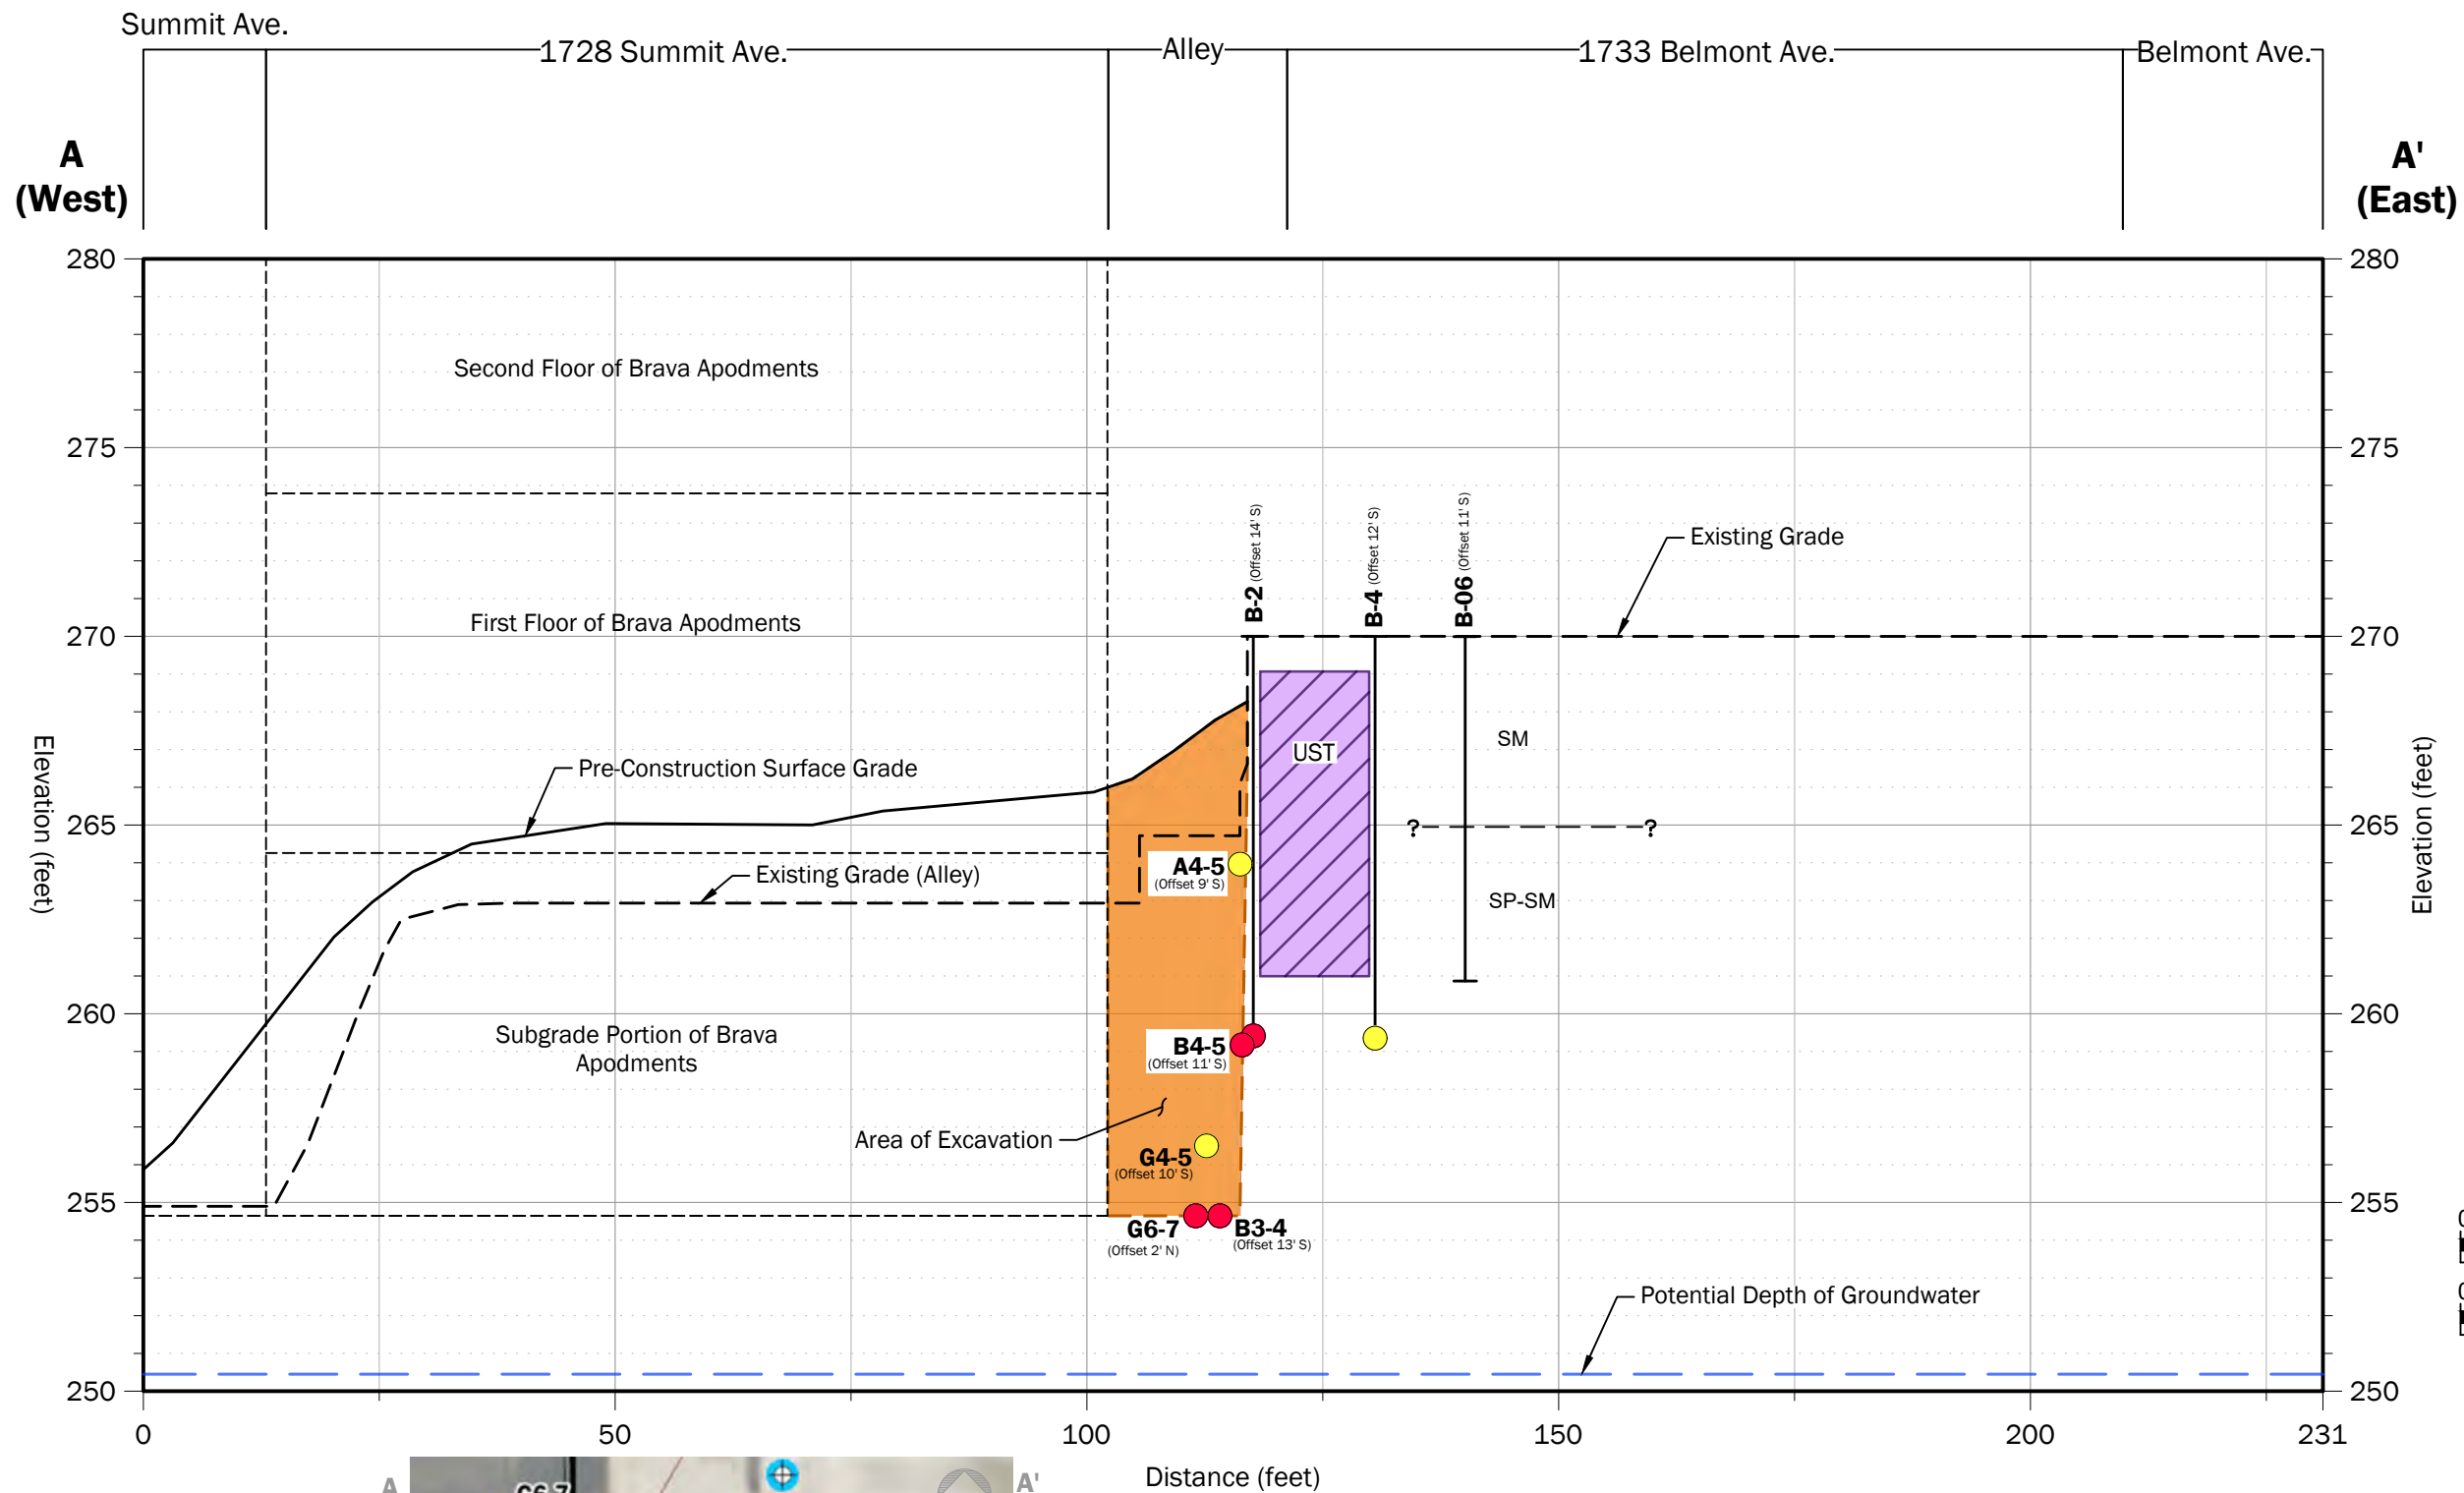 Summit Ave.
1728 Summit Ave.
Alley
1733 Belmont Ave.
Belmont Ave.
A
(West)
A'
(East)
280
280
Second Floor of Brava Apodments
275
275
B-2 (Offset 14' S)
B-4 (Offset 12' S)
B-06 (Offset 11' S)
Existing Grade
First Floor of Brava Apodments
270
270
SM
UST
Pre-Construction Surface Grade
Elevation (feet)
Elevation (feet)
265
265
?
?
A4-5
(Offset 9' S)
Existing Grade (Alley)
SP-SM
260
260
Subgrade Portion of Brava
Apodments
B4-5
(Offset 11' S)
Area of Excavation
G4-5
(Offset 10' S)
255
255
G6-7
(Offset 2' N)
B3-4
(Offset 13' S)
Potential Depth of Groundwater
250
250
0
50
100
150
200
231
Distance (feet)
A
G6-7
A'